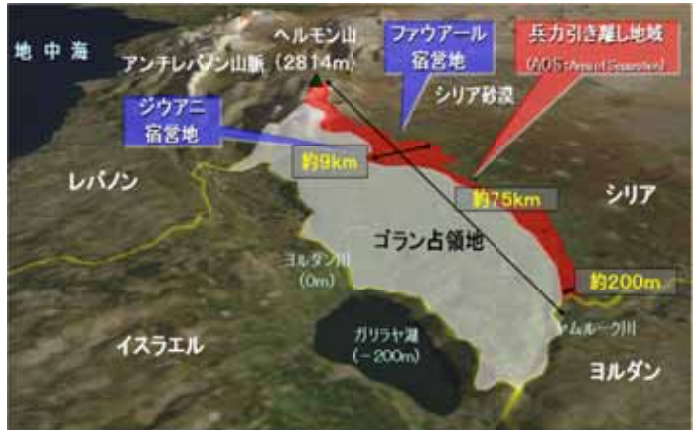 地中海
ヘルモン山
(2814m)
アンチレバノン山脈
ファウアール
宿営地
兵力引き離し地域
(AOS:Area of Separation)
シリア砂漠
ジウアニ
宿営地
約9km
レバノン
約75km
シリア
ゴラン占領地
ヨルダン川
(0m)
約200m
ガリラヤ湖
(-200m)
ヤムルーク川
イスラエル
ヨルダン